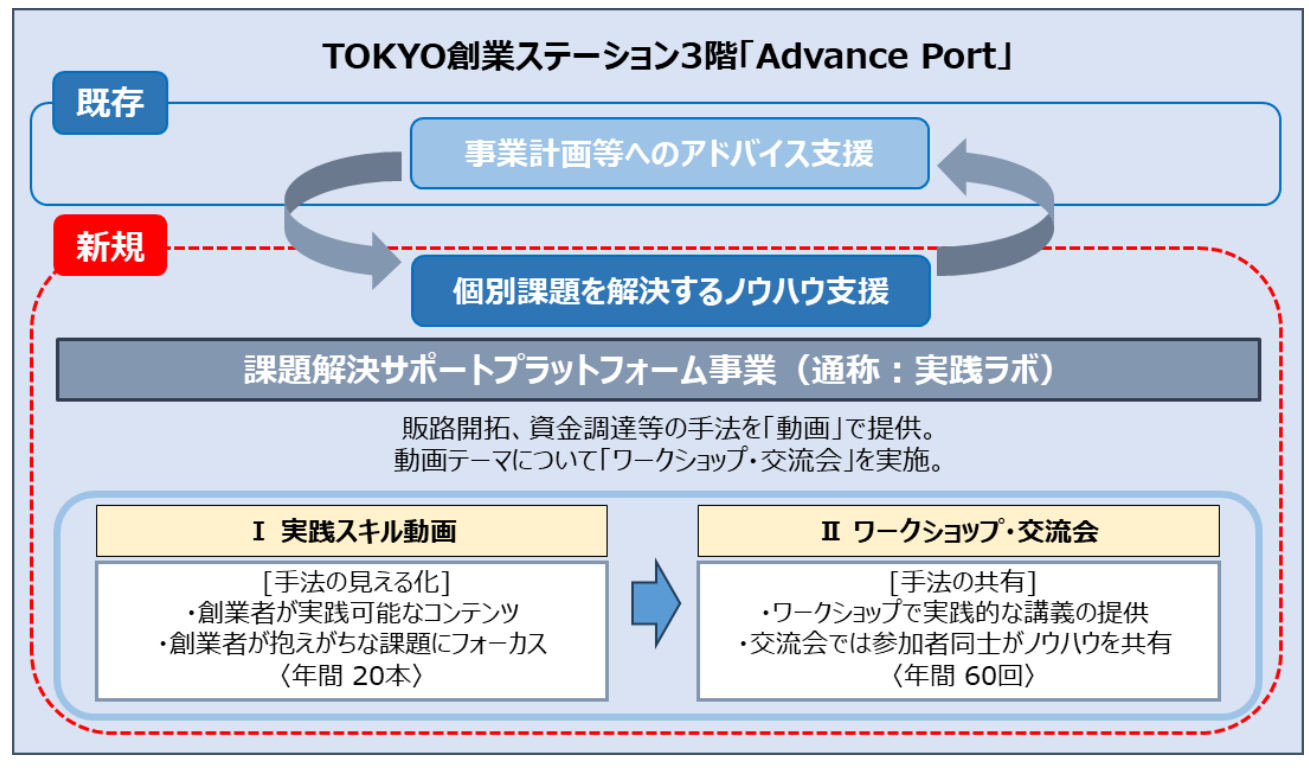 TOKYO創業ステーション3階「Advance Port」
既存
事業計画等へのアドバイス支援
新規
個別課題を解決するノウハウ支援
課題解決サポートプラットフォーム事業（通称：実践ラボ）
販路開拓、資金調達等の手法を「動画」で提供。
動画テーマについて「ワークショップ・交流会」を実施。
Ⅰ 実践スキル動画
[手法の見える化]
・創業者が実践可能なコンテンツ
・創業者が抱えがちな課題にフォーカス
〈年間 20本〉
Ⅱ ワークショップ・交流会
[手法の共有]
・ワークショップで実践的な講義の提供
・交流会では参加者同士がノウハウを共有
〈年間 60回〉